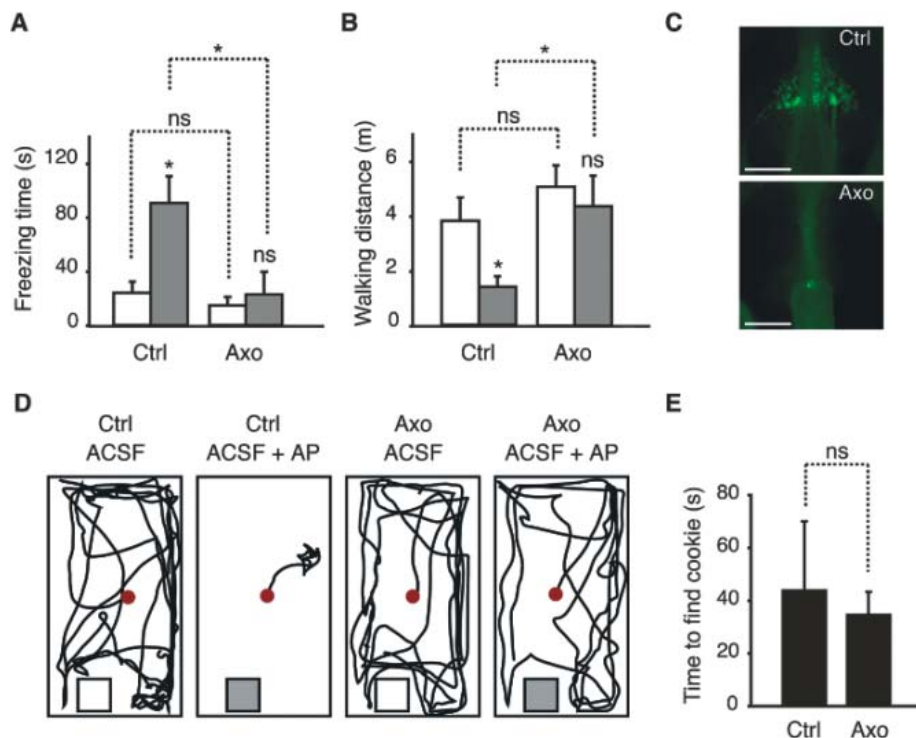 A
*
ns
*
ns
Freezing time (s)
120
80
40
0
Ctrl
Axo
B
*
ns
ns
*
Walking distance (m)
6
4
2
0
Ctrl
Axo
C
Ctrl
Axo
D
Ctrl
ACSF
Ctrl
ACSF + AP
Axo
ACSF
Axo
ACSF + AP
E
ns
Time to find cookie (s)
80
60
40
20
0
Ctrl
Axo